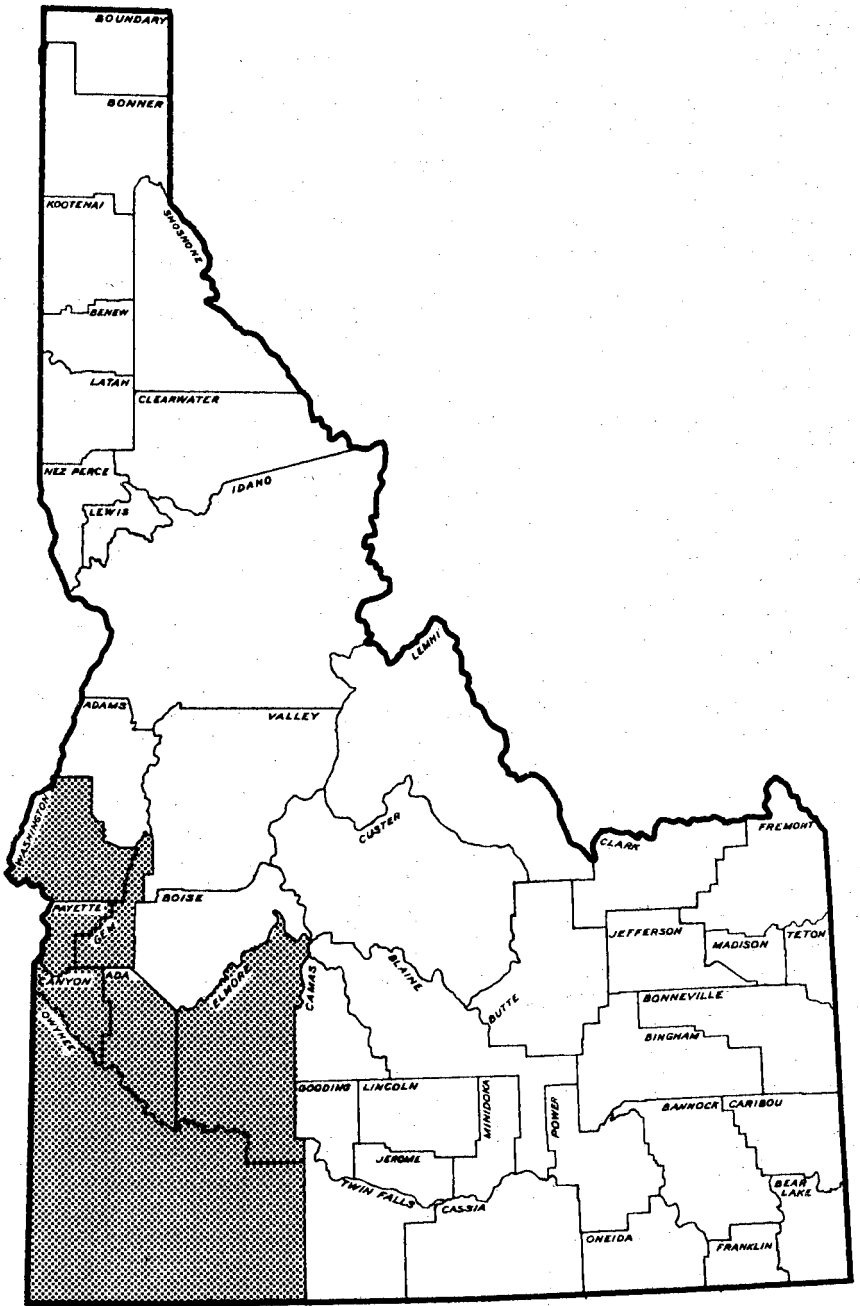 BOUNDARY
BONNER
KOOTENAI
SHOSHONE
BENEW
LATAH
CLEARWATER
NEZ PERCE
IDAHO
LEWIS
LEMHI
ADAMS
VALLEY
WASHINGTON
CUSTER
CLARK
FREMONT
PAYETTE
GEM
BOISE
JEFFERSON
MADISON
TETON
CANYON
ADA
ELMORE
CAMAS
BLAINE
BUTTE
BONNEVILLE
OWYHEE
BINGHAM
GOODING
LINCOLN
MINIDOKA
POWER
BANNOCK
CARIBOU
JEROME
TWIN FALLS
CASSIA
BEAR
LAKE
ONEIDA
FRANKLIN